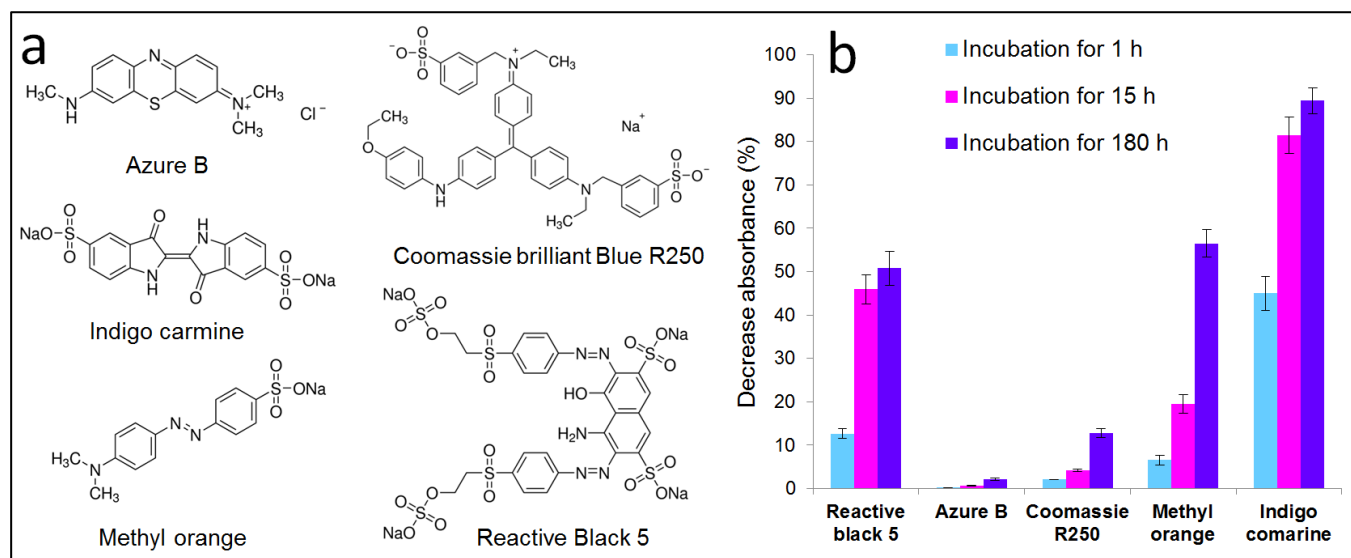 a
N
H₃C
NH
S
N⁺
CH₃
CH₃
Cl⁻
Azure B
O
⁻O
S
O
N⁺
CH₃
O
Na⁺
O
NH
N
O
S
O⁻
O
CH₃
Coomassie brilliant Blue R250
O
NaO
S
O
O
H
N
N
H
O
O
S
ONa
O
Indigo carmine
O
S
ONa
O
N
N
H₃C
N
CH₃
Methyl orange
NaO
O
S
O
O
O
S
O
N=N
O
ONa
S
O
HO
H₂N
O
S
O
N=N
O
S
O
ONa
O
O
S
NaO
O
Reactive Black 5
b
Incubation for 1 h
Incubation for 15 h
Incubation for 180 h
Decrease absorbance (%)
100
90
80
70
60
50
40
30
20
10
0
Reactive
black 5
Azure B
Coomassie
R250
Methyl
orange
Indigo
comarine